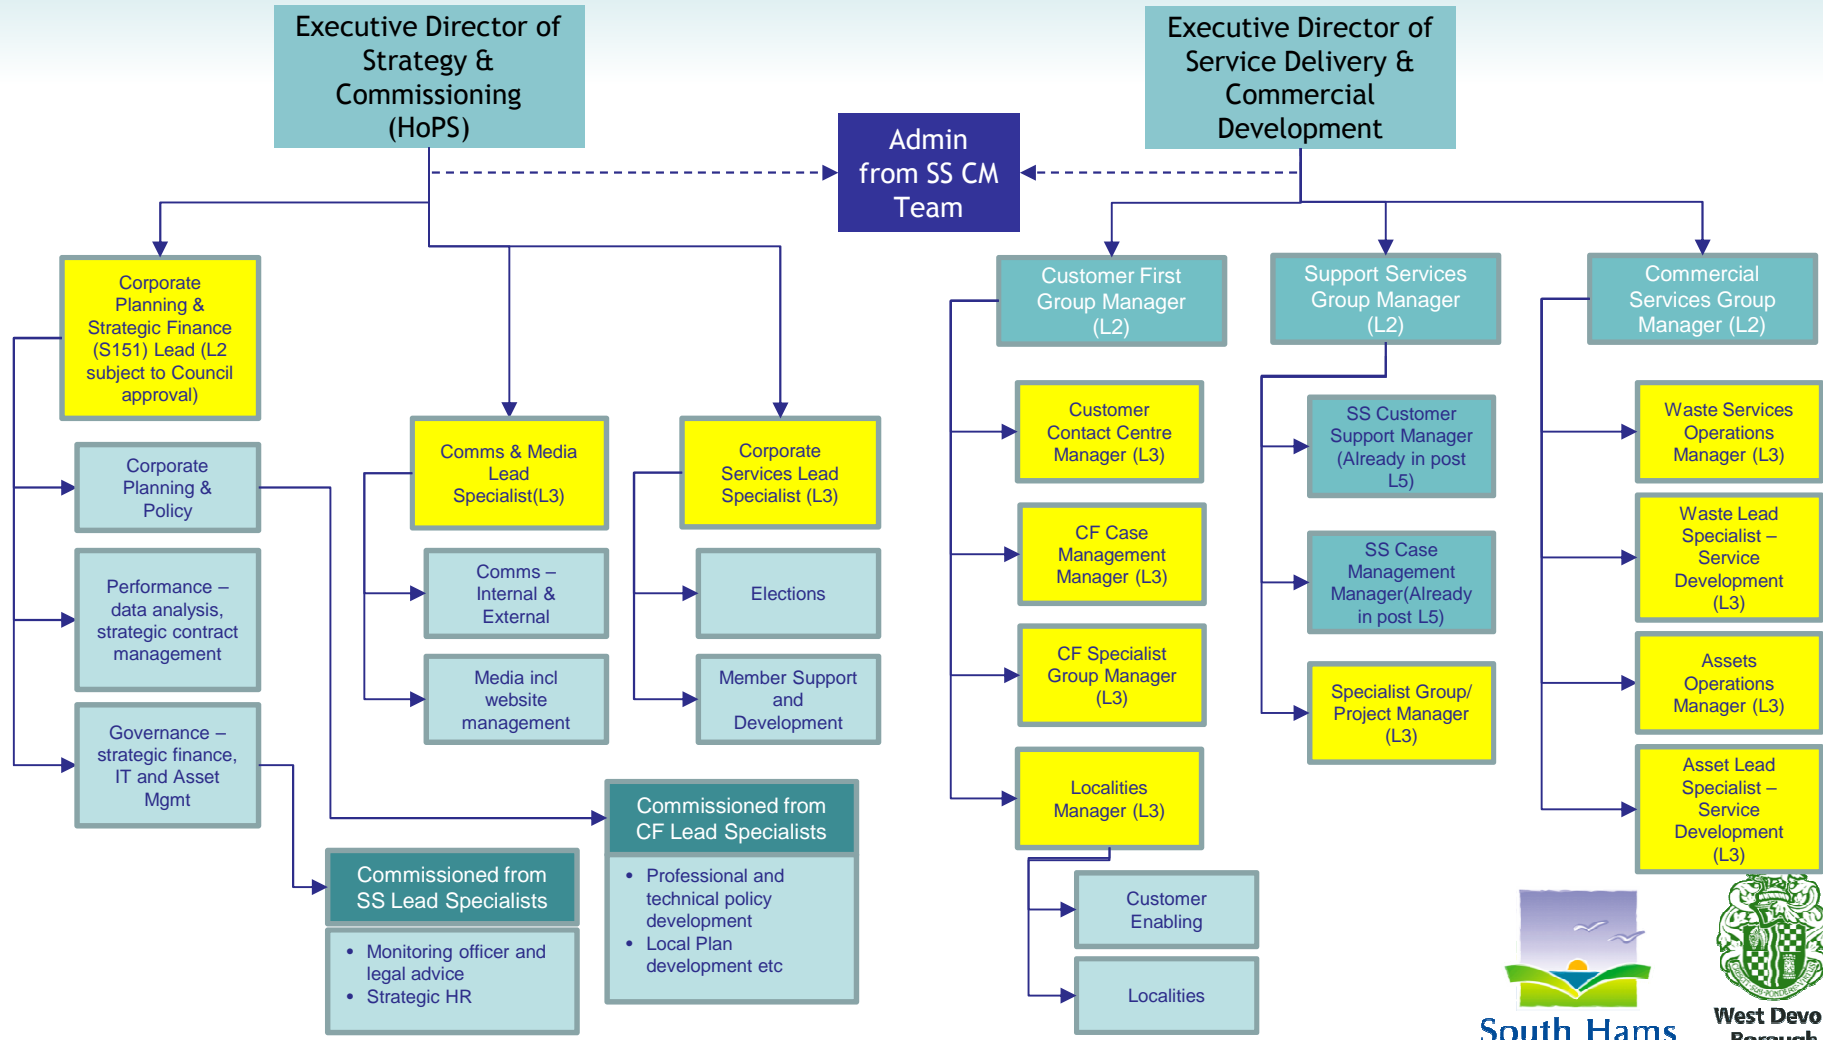 Executive Director of
Strategy &
Commissioning
(HoPS)
Executive Director of
Service Delivery &
Commercial
Development
Admin
from SS CM
Team
Corporate
Planning &
Strategic Finance
(S151) Lead (L2
subject to Council
approval)
Corporate
Planning &
Policy
Performance –
data analysis,
strategic contract
management
Governance –
strategic finance,
IT and Asset
Mgmt
Comms & Media
Lead
Specialist(L3)
Comms –
Internal &
External
Media incl
website
management
Corporate
Services Lead
Specialist (L3)
Elections
Member Support
and
Development
Commissioned from
SS Lead Specialists
• Monitoring officer and
legal advice
• Strategic HR
Commissioned from
CF Lead Specialists
• Professional and
technical policy
development
• Local Plan
development etc
Customer First
Group Manager
(L2)
Customer
Contact Centre
Manager (L3)
CF Case
Management
Manager (L3)
CF Specialist
Group Manager
(L3)
Localities
Manager (L3)
Customer
Enabling
Localities
Support Services
Group Manager
(L2)
SS Customer
Support Manager
(Already in post
L5)
SS Case
Management
Manager(Already
in post L5)
Specialist Group/
Project Manager
(L3)
Commercial
Services Group
Manager (L2)
Waste Services
Operations
Manager (L3)
Waste Lead
Specialist –
Service
Development
(L3)
Assets
Operations
Manager (L3)
Asset Lead
Specialist –
Service
Development
(L3)
South Hams
West Devo
Borough